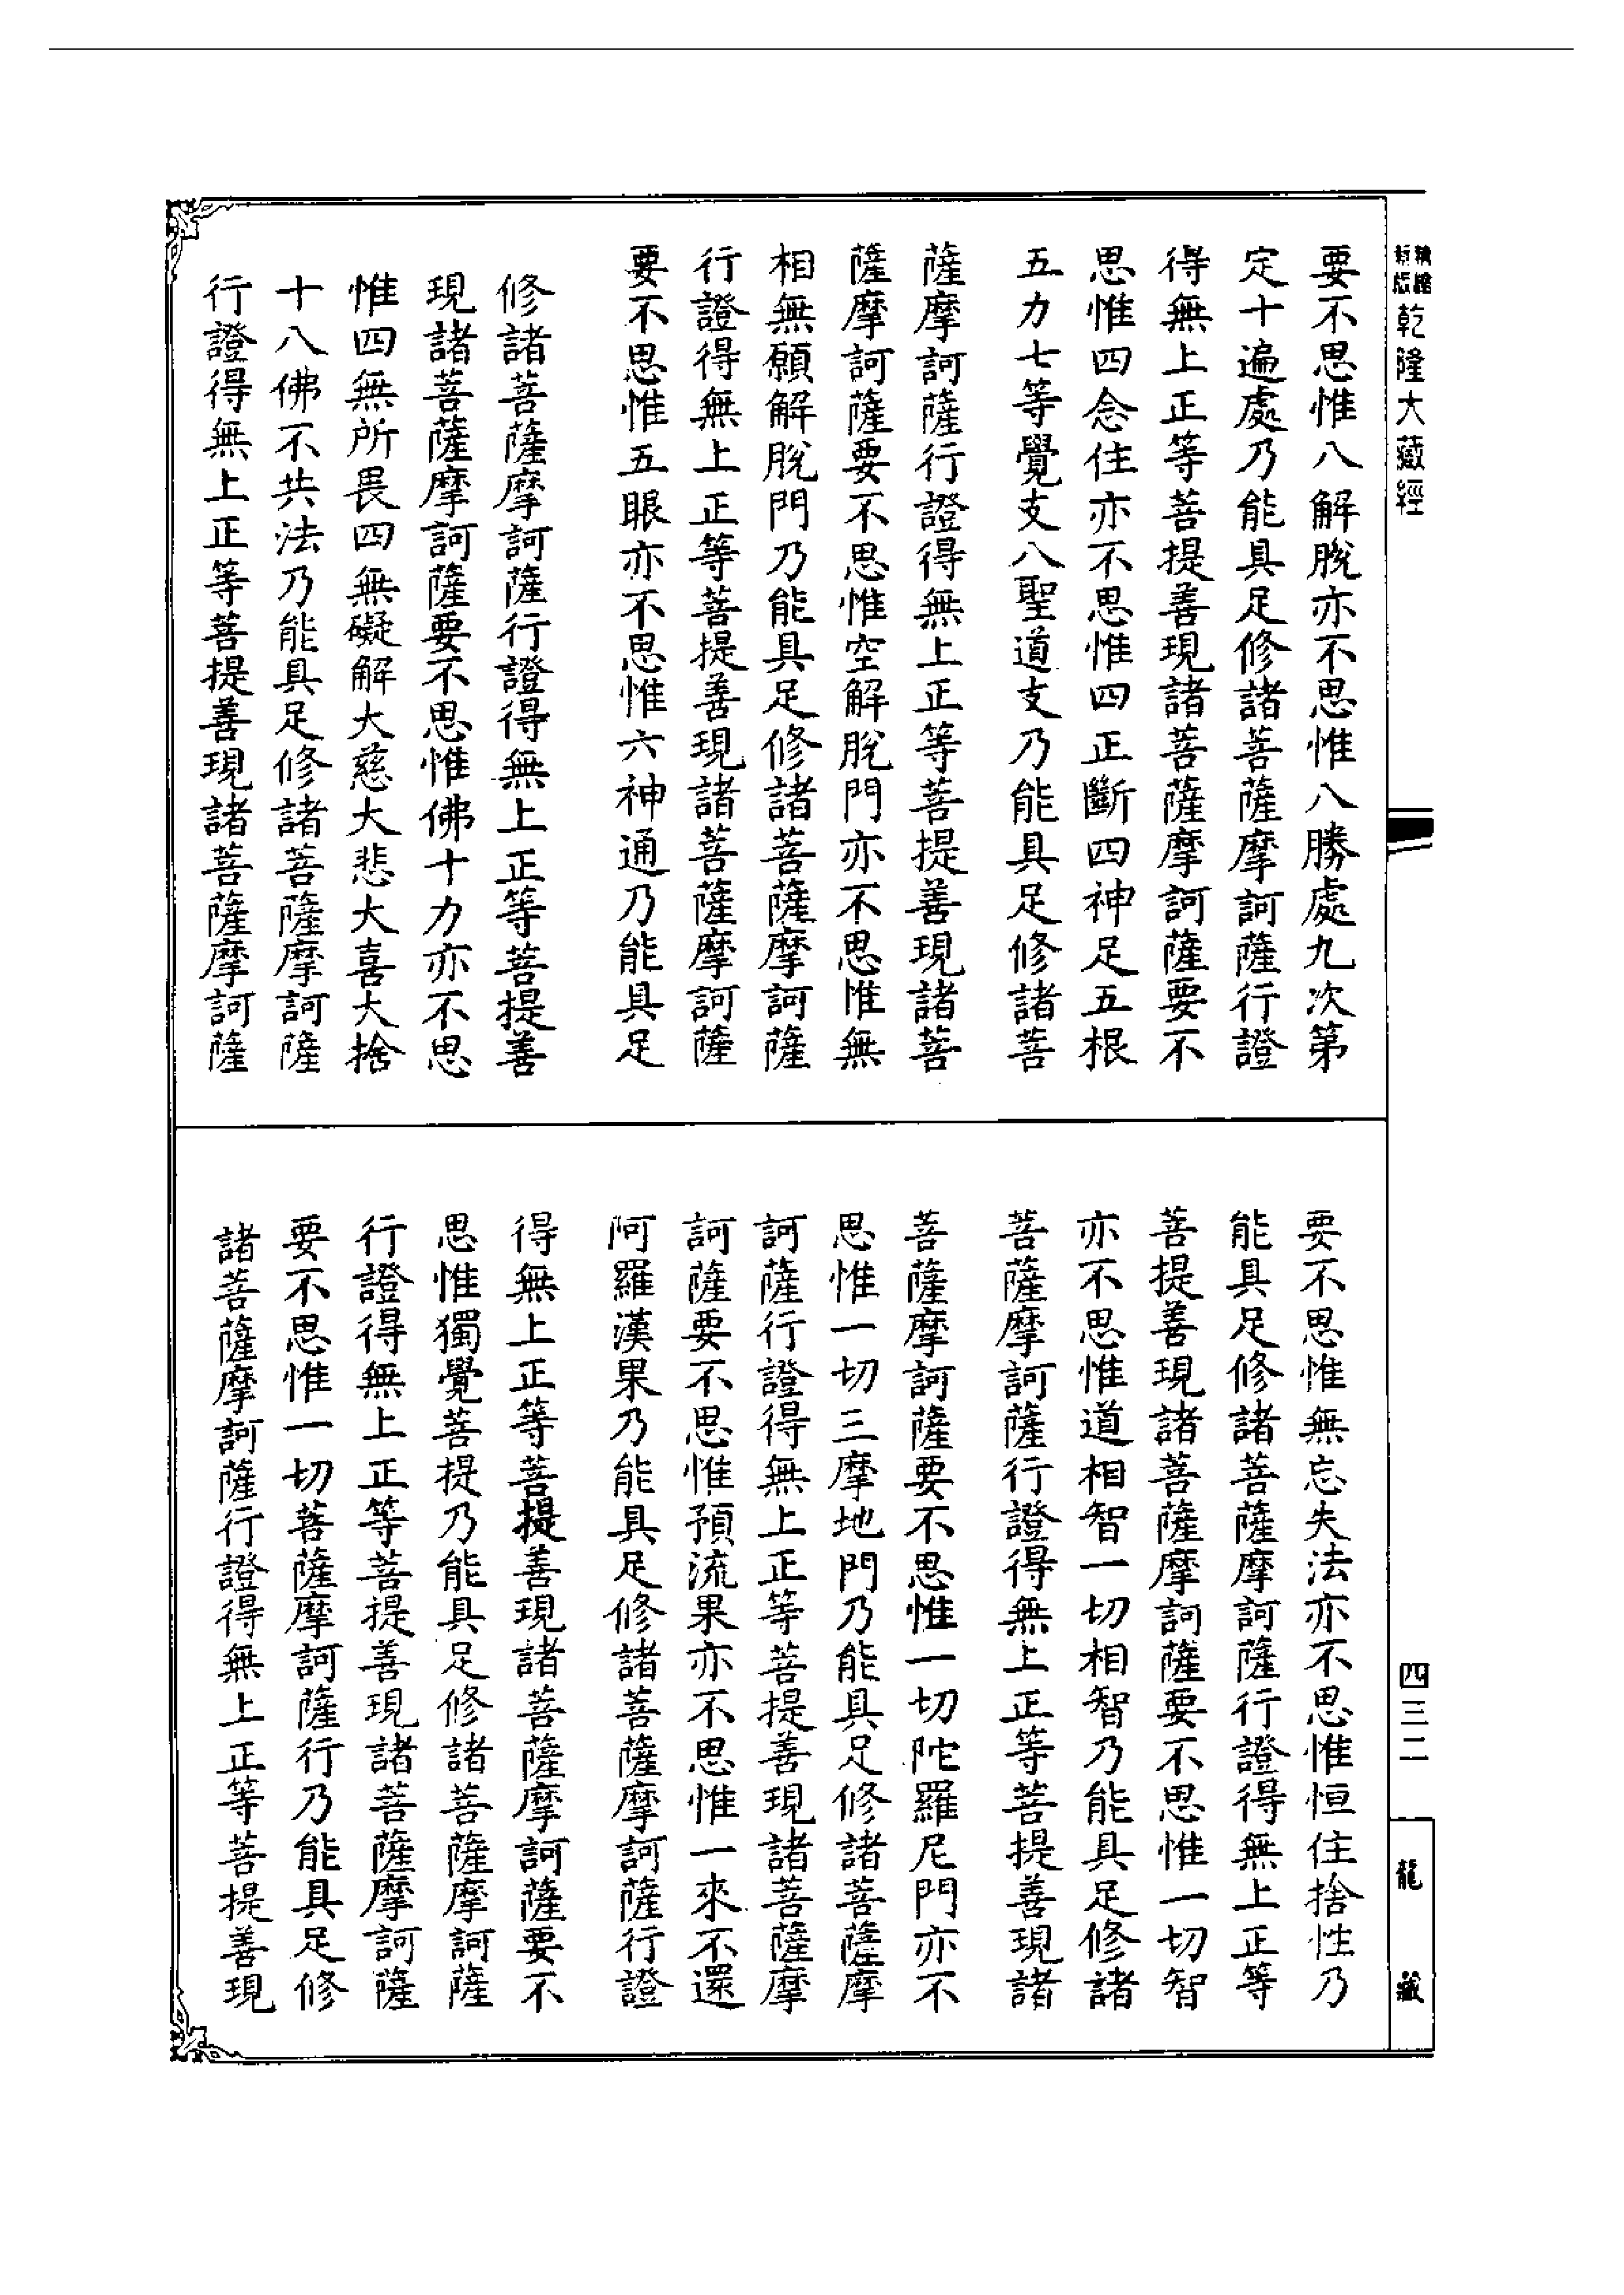 要不思惟八解脫亦不思惟八勝處九次第
定十遍處乃能具足修諸菩薩摩訶薩行證
得無上正等菩提善現諸菩薩摩訶薩要不
思惟四念住亦不思惟四正斷四神足五根
五力七等覺支八聖道支乃能具足修諸菩
薩摩訶薩行證得無上正等菩提善現諸菩
薩摩訶薩要不思惟空解脫門亦不思惟無
相無願解脫門乃能具足修諸菩薩摩訶薩
行證得無上正等菩提善現諸菩薩摩訶薩
要不思惟五眼亦不思惟六神通乃能具足
修諸菩薩摩訶薩行證得無上正等菩提善
現諸菩薩摩訶薩要不思惟佛十力亦不思
惟四無所畏四無礙解大慈大悲大喜大捨
十八佛不共法乃能具足修諸菩薩摩訶薩
行證得無上正等菩提善現諸菩薩摩訶薩
要不思惟無忘失法亦不思惟恒住捨性乃
能具足修諸菩薩摩訶薩行證得無上正等
菩提善現諸菩薩摩訶薩要不思惟一切智
亦不思惟道相智一切相智乃能具足修諸
菩薩摩訶薩行證得無上正等菩提善現諸
菩薩摩訶薩要不思惟一切陀羅尼門亦不
思惟一切三摩地門乃能具足修諸菩薩摩
訶薩行證得無上正等菩提善現諸菩薩摩
訶薩要不思惟預流果亦不思惟一來不還
阿羅漢果乃能具足修諸菩薩摩訶薩行證
得無上正等菩提善現諸菩薩摩訶薩要不
思惟獨覺菩提乃能具足修諸菩薩摩訶薩
行證得無上正等菩提善現諸菩薩摩訶薩
要不思惟一切菩薩摩訶薩行乃能具足修
諸菩薩摩訶薩行證得無上正等菩提善現
乾隆大藏經
四三二
龍藏